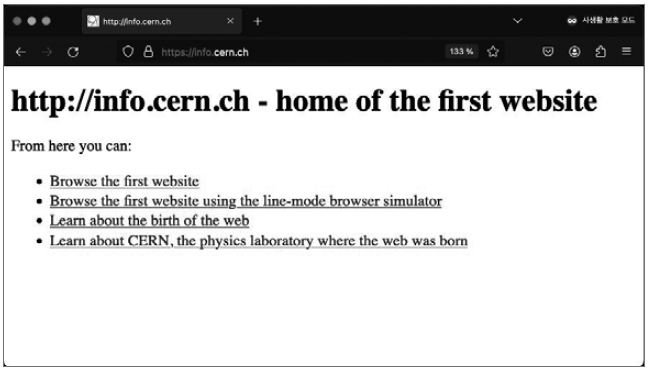 http://info.cern.ch
사생활 보호 모드
https://info.cern.ch
133 %
http://info.cern.ch - home of the first website
From here you can:
Browse the first website
Browse the first website using the line-mode browser simulator
Learn about the birth of the web
Learn about CERN, the physics laboratory where the web was born